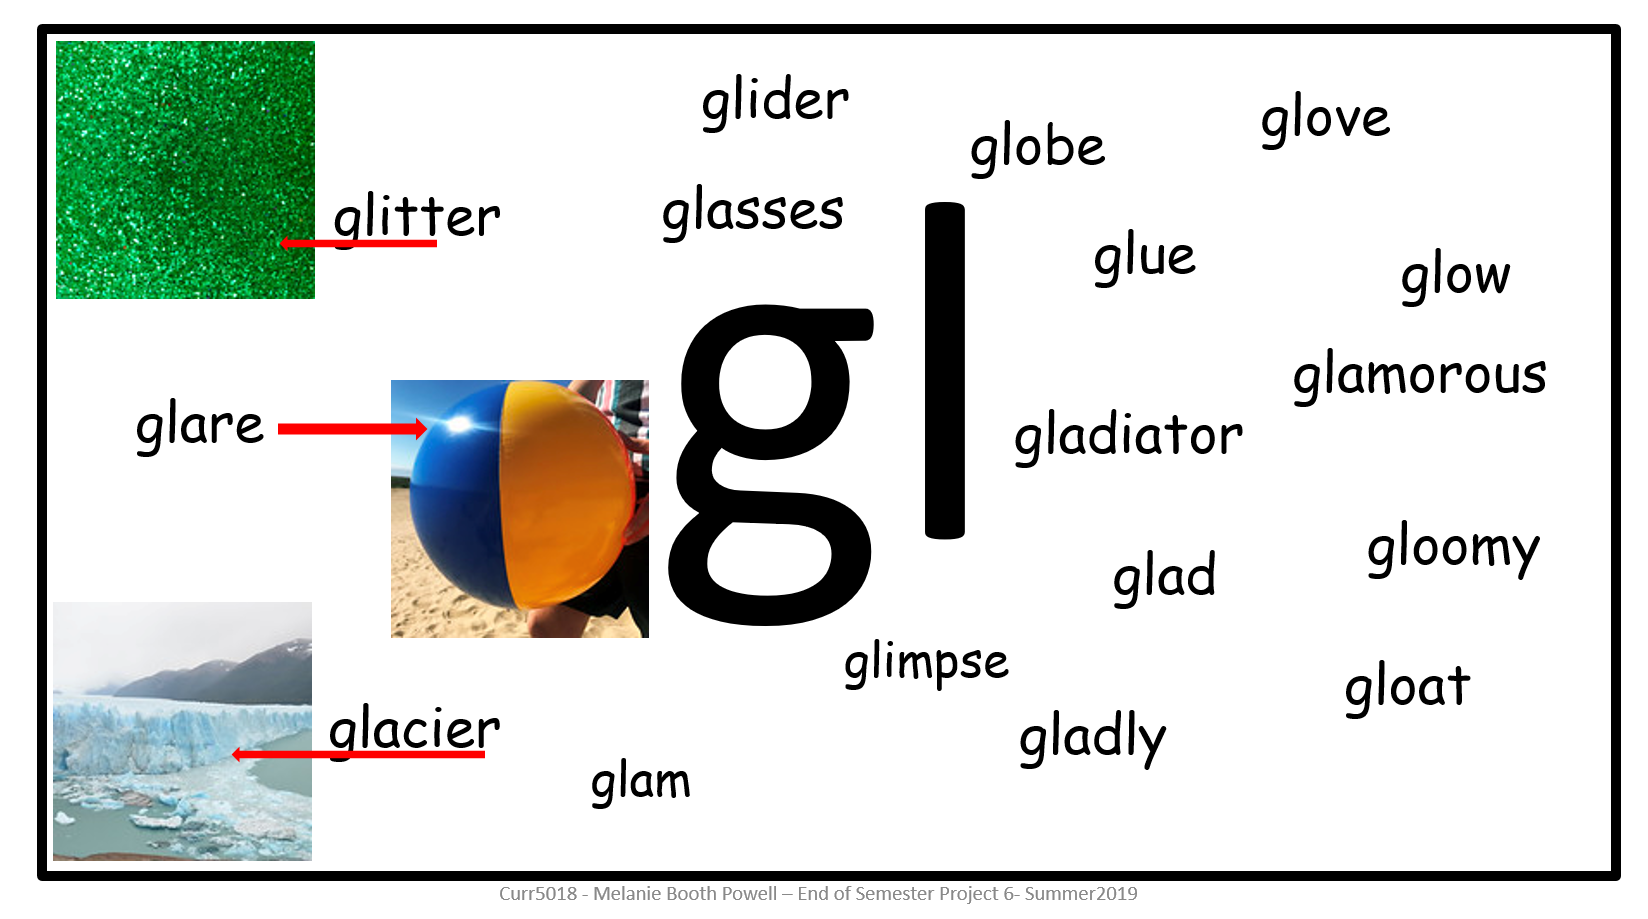 glider
globe
glove
glitter
glasses
glue
glow
gl
glamorous
glare
gladiator
gloomy
glad
glimpse
gloat
glacier
gladly
glam
Curr5018 - Melanie Booth Powell – End of Semester Project 6- Summer2019